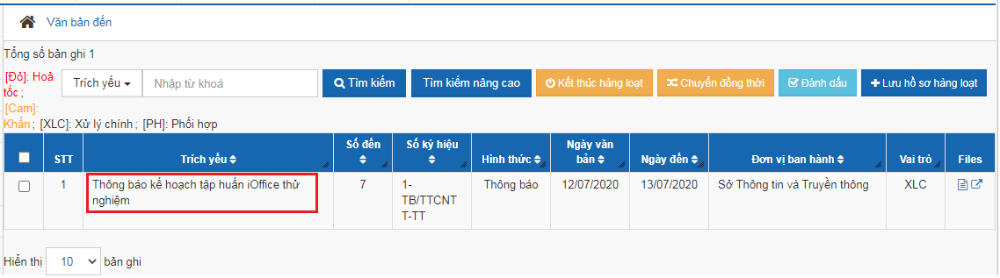 Văn bản đến
Tổng số bản ghi 1
[Đỏ]: Hoả
tốc ;
[Cam]:
Khẩn ; [XLC]: Xử lý chính ; [PH]: Phối hợp
Trích yếu Nhập từ khoá Tìm kiếm Tìm kiếm nâng cao Kết thúc hàng loạt Chuyển đồng thời Đánh dấu Lưu hồ sơ hàng loạt
STT Trích yếu Số đến Số ký hiệu Hình thức Ngày văn bản Ngày đến Đơn vị ban hành Vai trò Files
1 Thông báo kế hoạch tập huấn iOffice thử 7 1- Thông báo 12/07/2020 13/07/2020 Sở Thông tin và Truyền thông XLC
nghiệm TB/TTCNT
T-TT
Hiển thị 10 bản ghi